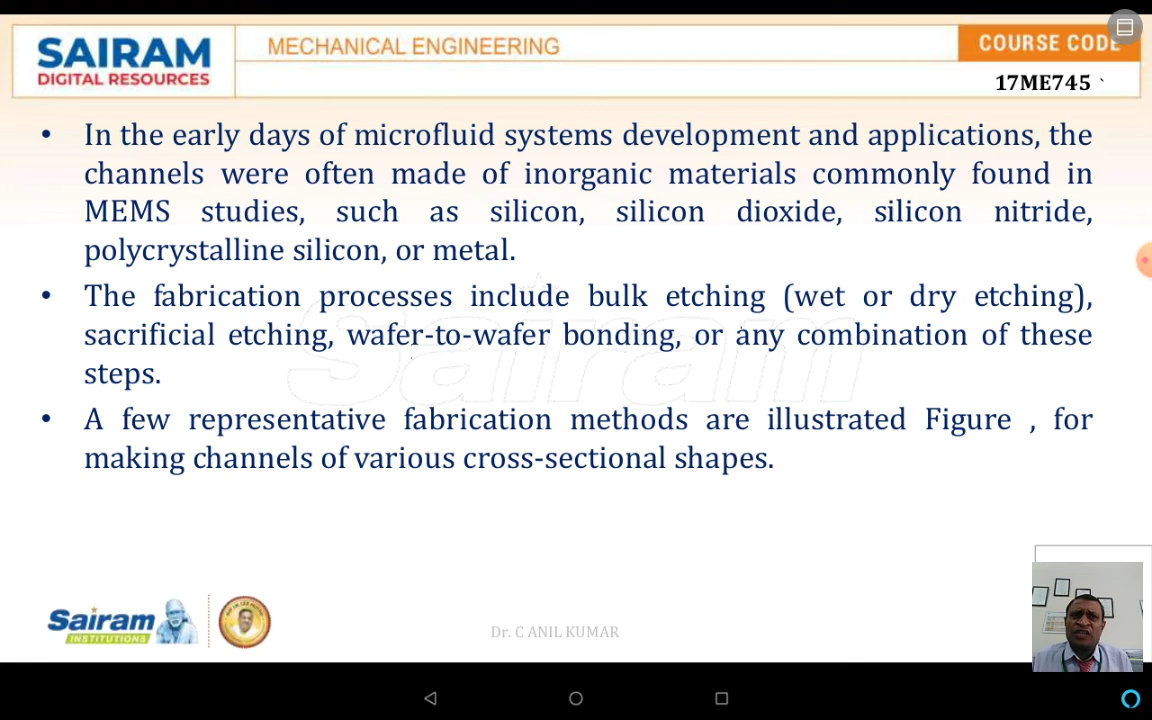 SAIRAM
DIGITAL RESOURCES
MECHANICAL ENGINEERING
COURSE CODE
17ME745 `
• In the early days of microfluid systems development and applications, the
channels were often made of inorganic materials commonly found in
MEMS studies, such as silicon, silicon dioxide, silicon nitride,
polycrystalline silicon, or metal.
• The fabrication processes include bulk etching (wet or dry etching),
sacrificial etching, wafer-to-wafer bonding, or any combination of these
steps.
• A few representative fabrication methods are illustrated Figure , for
making channels of various cross-sectional shapes.
Sairam
Sairam
INSTITUTIONS
Dr. C ANIL KUMAR